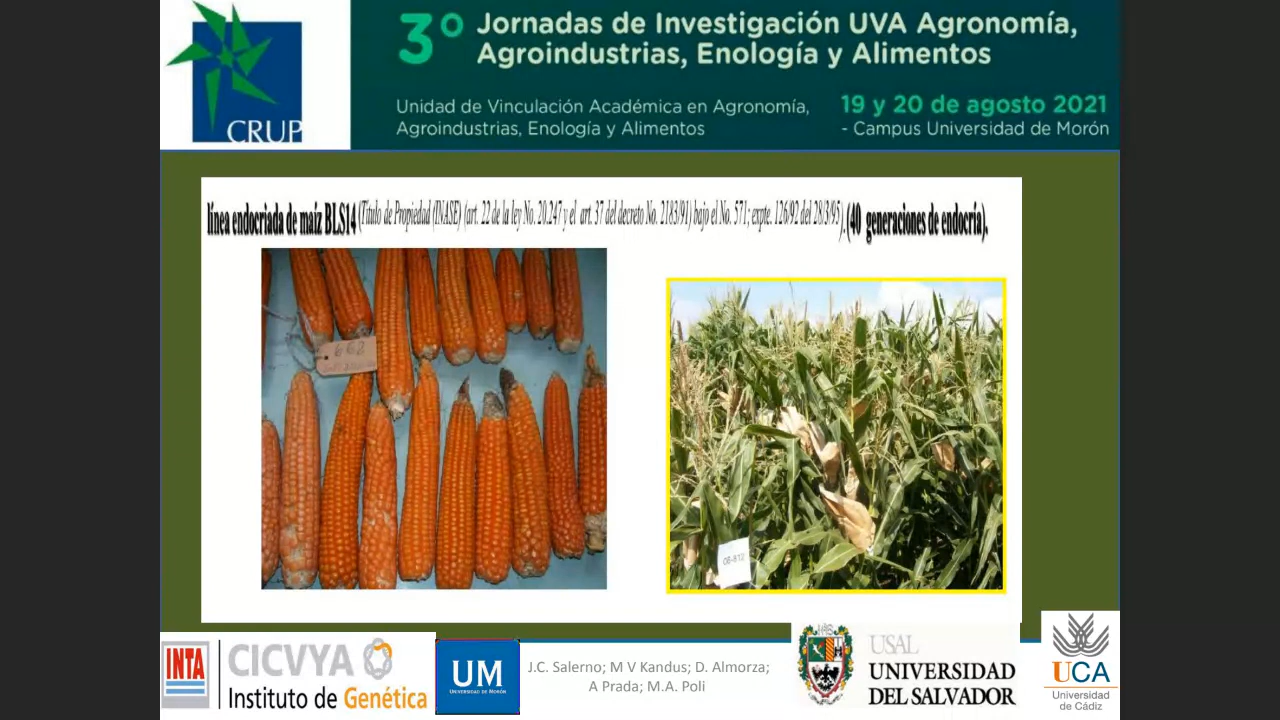 CRUP
3º Jornadas de Investigación UVA Agronomía,
Agroindustrias, Enología y Alimentos
Unidad de Vinculación Académica en Agronomía,
Agroindustrias, Enología y Alimentos
19 y 20 de agosto 2021
- Campus Universidad de Morón
línea endocriada de maíz BLS14 (Título de Propiedad (INASE) (art. 22 de la ley No. 20.247 y el art. 37 del decreto No. 2183/91) bajo el No. 571; expte. 126/92 del 28/3/95).(40 generaciones de endocría).
662
INTA
CICVYA
Instituto de Genética
UM
UNIVERSIDAD DE MORÓN
J.C. Salerno; M V Kandus; D. Almorza;
A Prada; M.A. Poli
USAL
UNIVERSIDAD
DEL SALVADOR
UCA
Universidad
de Cádiz